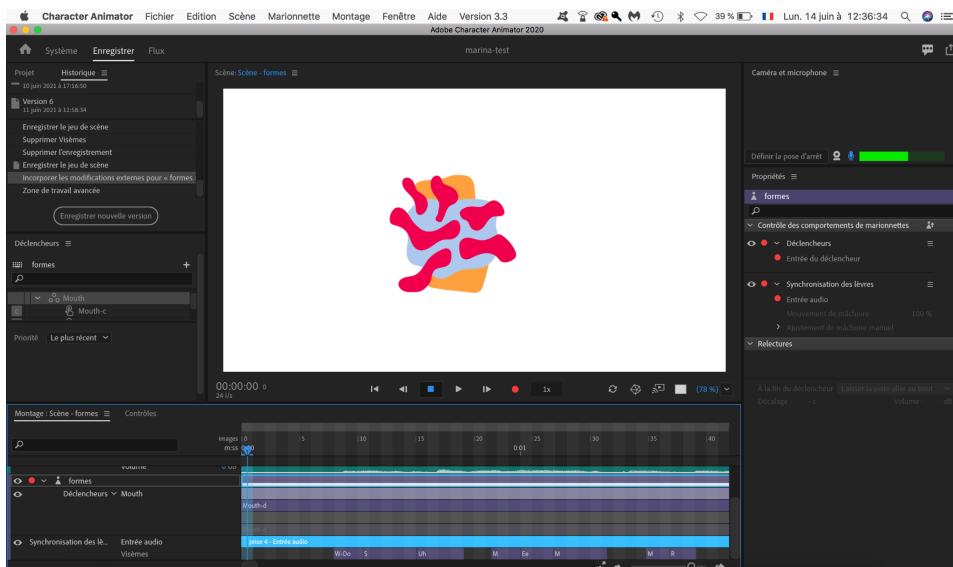 Character Animator Fichier Edition Scène Marionnette Montage Fenêtre Aide Version 3.3 39 % Lun. 14 juin à 12:36:34
Adobe Character Animator 2020
Système Enregistrer Flux marina-test
Projet Historique
10 juin 2021 à 17:16:50
Version 6
11 juin 2021 à 12:58:34
Enregistrer le jeu de scène
Supprimer Visèmes
Supprimer l'enregistrement
Enregistrer le jeu de scène
Incorporer les modifications externes pour « formes
Zone de travail avancée
Enregistrer nouvelle version
Déclencheurs
formes +
Mouth
C Mouth-c
Priorité Le plus récent
Scène: Scène - formes
00:00:00 0
24 i/s
1x
(78 %)
Caméra et microphone
Définir la pose d'arrêt
Propriétés
formes
Contrôle des comportements de marionnettes
Déclencheurs
Entrée du déclencheur
Synchronisation des lèvres
Entrée audio
Mouvement de mâchoire 100 %
Ajustement de mâchoire manuel
Relectures
À la fin du déclencheur Laisser la piste aller au bout
Décalage - s Volume : - dB
Montage : Scène - formes Contrôles
images 0 5 10 15 20 25 30 35 40
m:ss 0:00 0:01
Volume 0 dB
formes
Déclencheurs Mouth
Mouth-d
Synchronisation des lè... Entrée audio prise 4 - Entrée audio
Visèmes W-Oo S Uh M Ee M M R